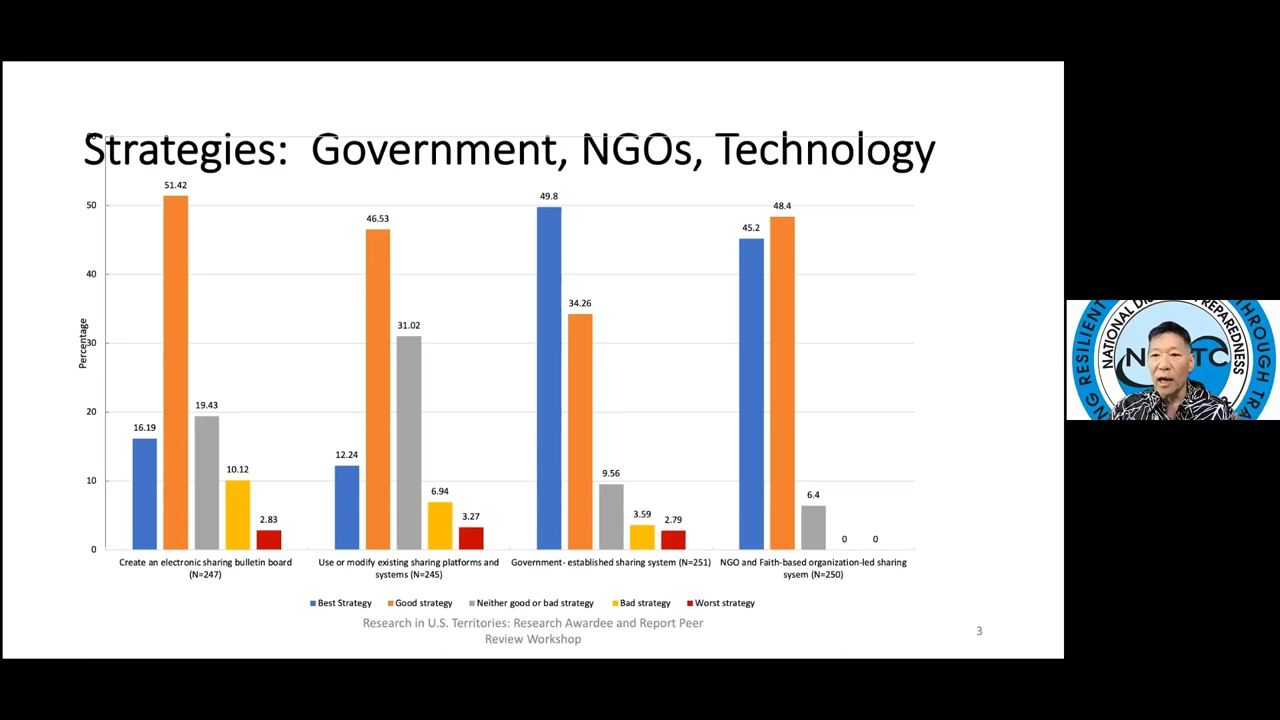 Strategies: Government, NGOs, Technology
Percentage
50
40
30
20
10
0
16.19
51.42
19.43
10.12
2.83
12.24
46.53
31.02
6.94
3.27
49.8
34.26
9.56
3.59
2.79
45.2
48.4
6.4
0
0
Create an electronic sharing bulletin board
(N=247)
Use or modify existing sharing platforms and
systems (N=245)
Government- established sharing system (N=251)
NGO and Faith-based organization-led sharing
sysem (N=250)
Best Strategy
Good strategy
Neither good or bad strategy
Bad strategy
Worst strategy
Research in U.S. Territories: Research Awardee and Report Peer
Review Workshop
3
RESILIENT
THROUGH
NATIONAL
PREPAREDNESS